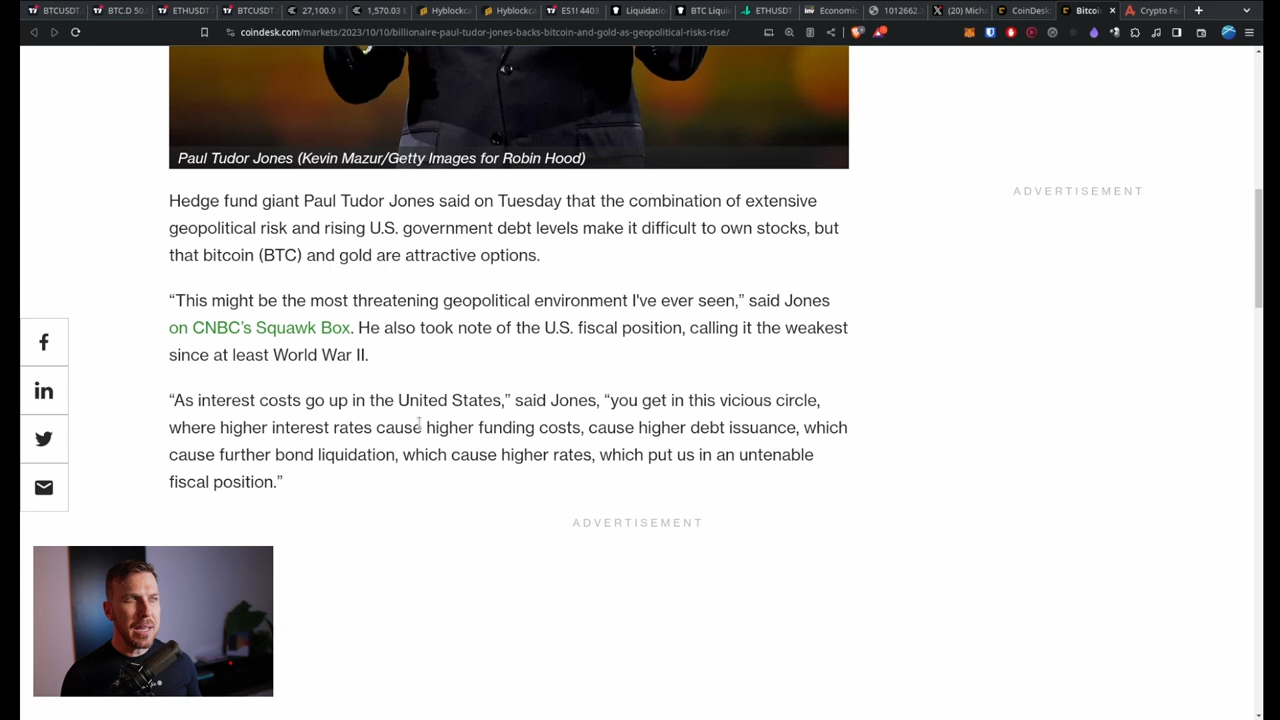 BTCUSDT
BTC.D 50.
ETHUSDT
BTCUSDT.
27,100.9
1,570.03 E
Hyblockca
Hyblockca
ES1! 4403
Liquidatio
BTC Liquid
ETHUSDT
Economic
1012662.
(20) Micha
CoinDesk
Bitcoi
Crypto Fea
coindesk.com/markets/2023/10/10/billionaire-paul-tudor-jones-backs-bitcoin-and-gold-as-geopolitical-risks-rise/
Paul Tudor Jones (Kevin Mazur/Getty Images for Robin Hood)
ADVERTISEMENT
Hedge fund giant Paul Tudor Jones said on Tuesday that the combination of extensive
geopolitical risk and rising U.S. government debt levels make it difficult to own stocks, but
that bitcoin (BTC) and gold are attractive options.
“This might be the most threatening geopolitical environment I've ever seen,” said Jones
on CNBC’s Squawk Box. He also took note of the U.S. fiscal position, calling it the weakest
since at least World War II.
“As interest costs go up in the United States,” said Jones, “you get in this vicious circle,
where higher interest rates cause higher funding costs, cause higher debt issuance, which
cause further bond liquidation, which cause higher rates, which put us in an untenable
fiscal position.”
ADVERTISEMENT